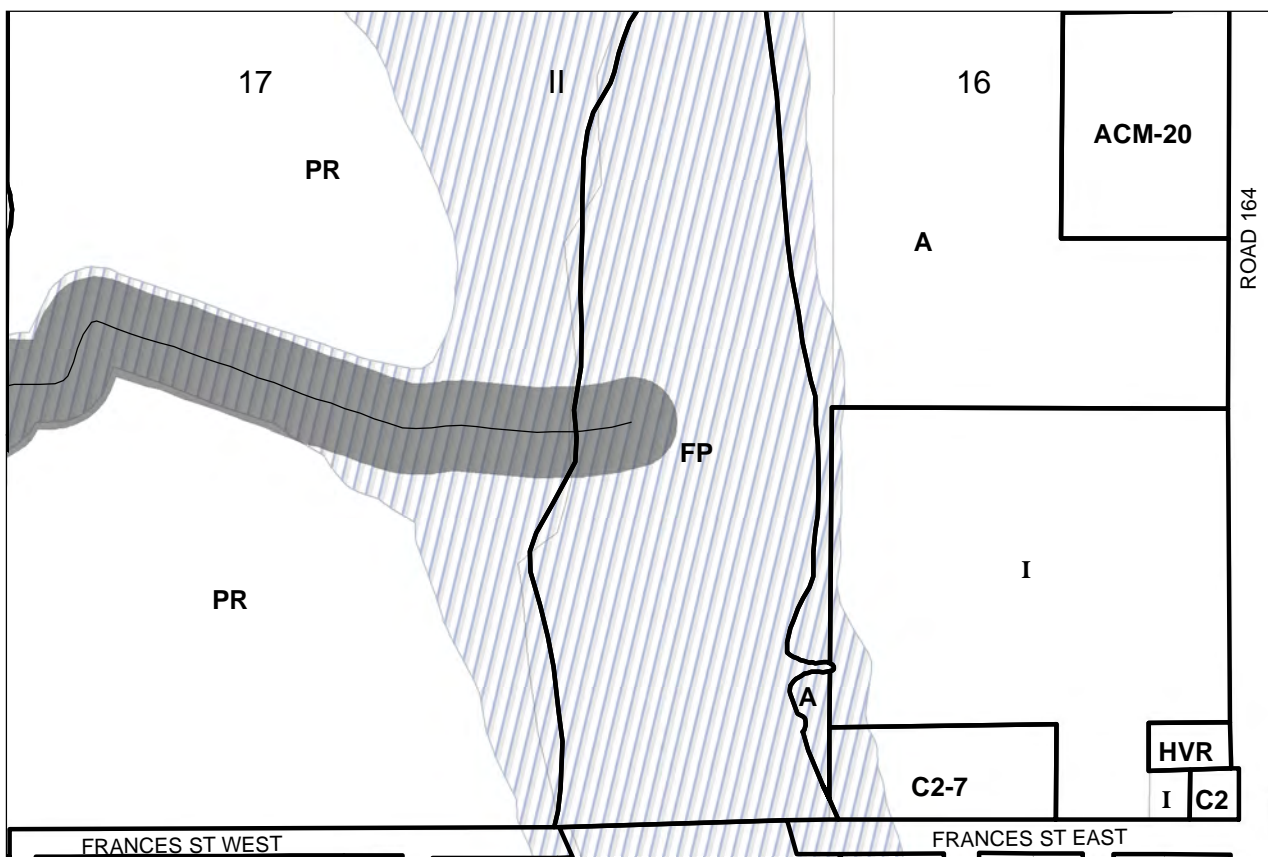 17
II
16
PR
ACM-20
A
ROAD 164
FP
I
PR
A
HVR
C2-7
I
C2
FRANCES ST WEST
FRANCES ST EAST